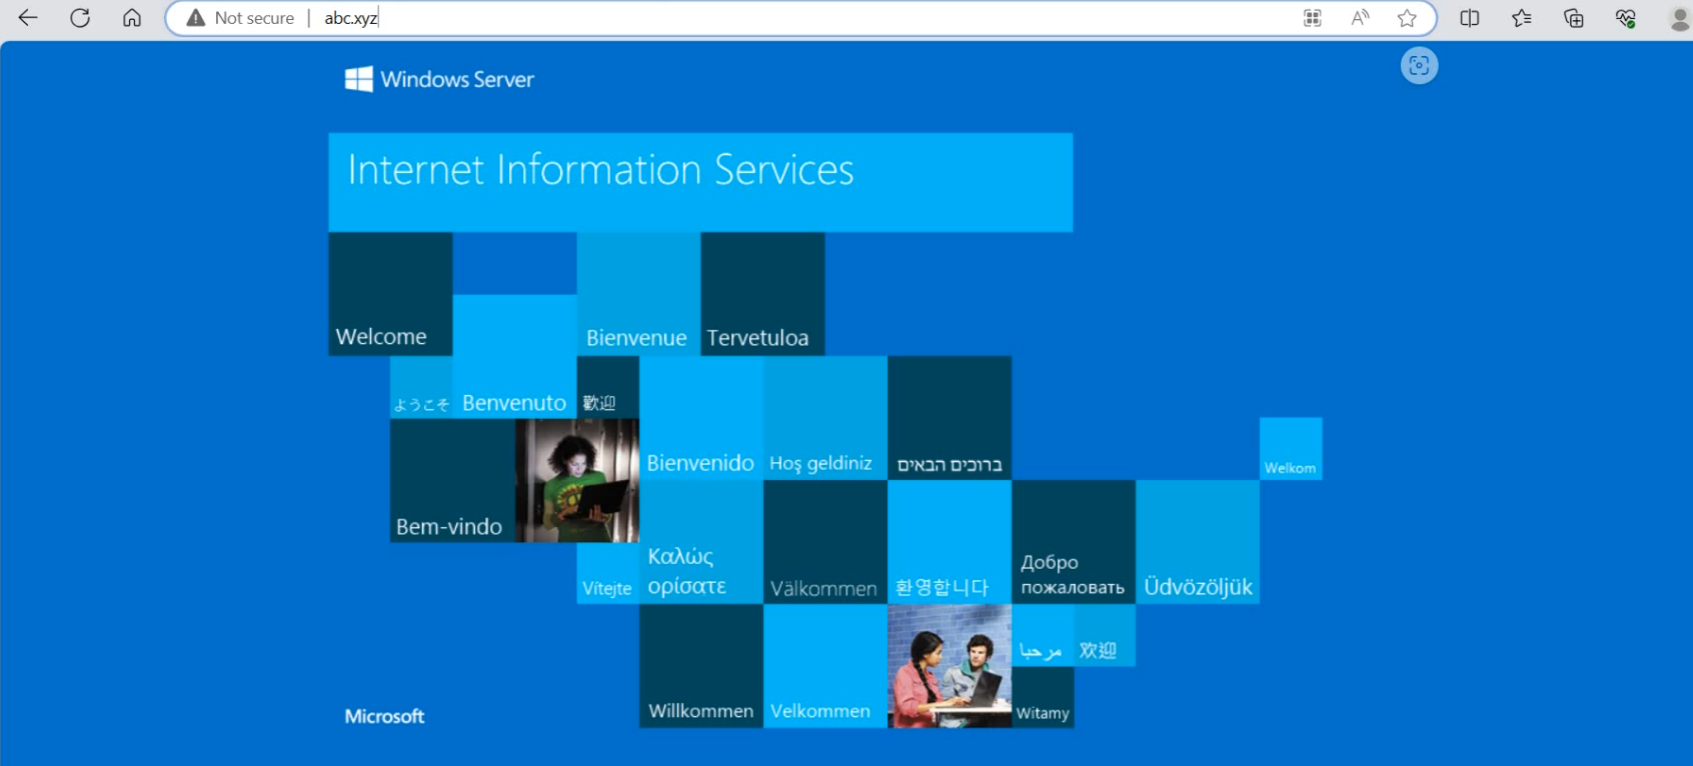 Not secure | abc.xyz
Windows Server
Internet Information Services
Welcome
Bienvenue
Tervetuloa
ようこそ
Benvenuto
歡迎
Bienvenido
Hoş geldiniz
ברוכים הבאים
Welkom
Bem-vindo
Vítejte
Καλώς
ορίσατε
Välkommen
환영합니다
Добро
пожаловать
Üdvözöljük
مرحبا
欢迎
Willkommen
Velkommen
Witamy
Microsoft